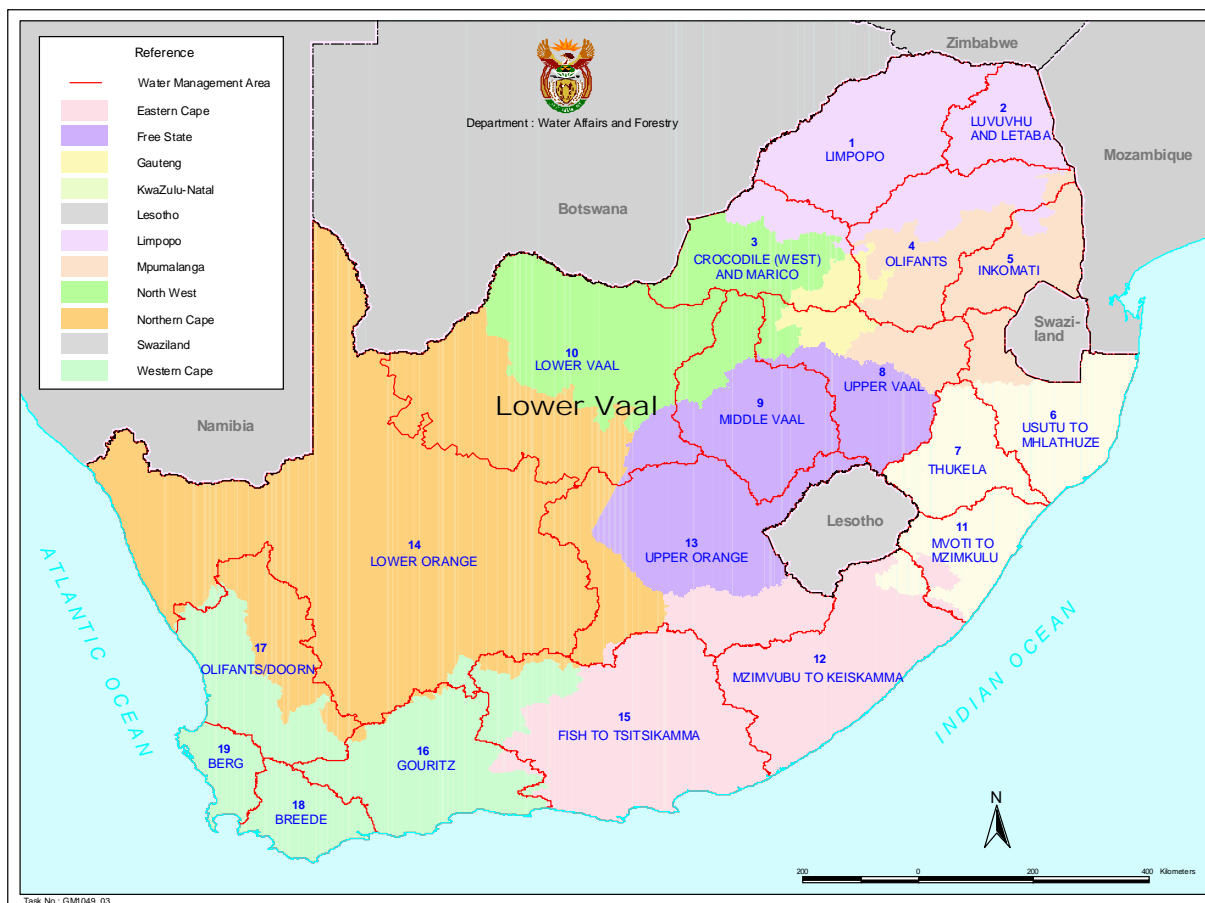 Reference
Water Management Area
Eastern Cape
Free State
Gauteng
KwaZulu-Natal
Lesotho
Limpopo
Mpumalanga
North West
Northern Cape
Swaziland
Western Cape
Department : Water Affairs and Forestry
Zimbabwe
Mozambique
Botswana
Namibia
Swazi-
land
Lesotho
1
LIMPOPO
2
LUVUVHU
AND LETABA
3
CROCODILE (WEST)
AND MARICO
4
OLIFANTS
5
INKOMATI
6
USUTU TO
MHLATHUZE
7
THUKELA
8
UPPER VAAL
9
MIDDLE VAAL
10
LOWER VAAL
Lower Vaal
11
MVOTI TO
MZIMKULU
12
MZIMVUBU TO KEISKAMMA
13
UPPER ORANGE
14
LOWER ORANGE
15
FISH TO TSITSIKAMMA
16
GOURITZ
17
OLIFANTS/DOORN
18
BREEDE
19
BERG
ATLANTIC OCEAN
INDIAN OCEAN
N
200 0 200 400 Kilometers
Task No : GM1049_03